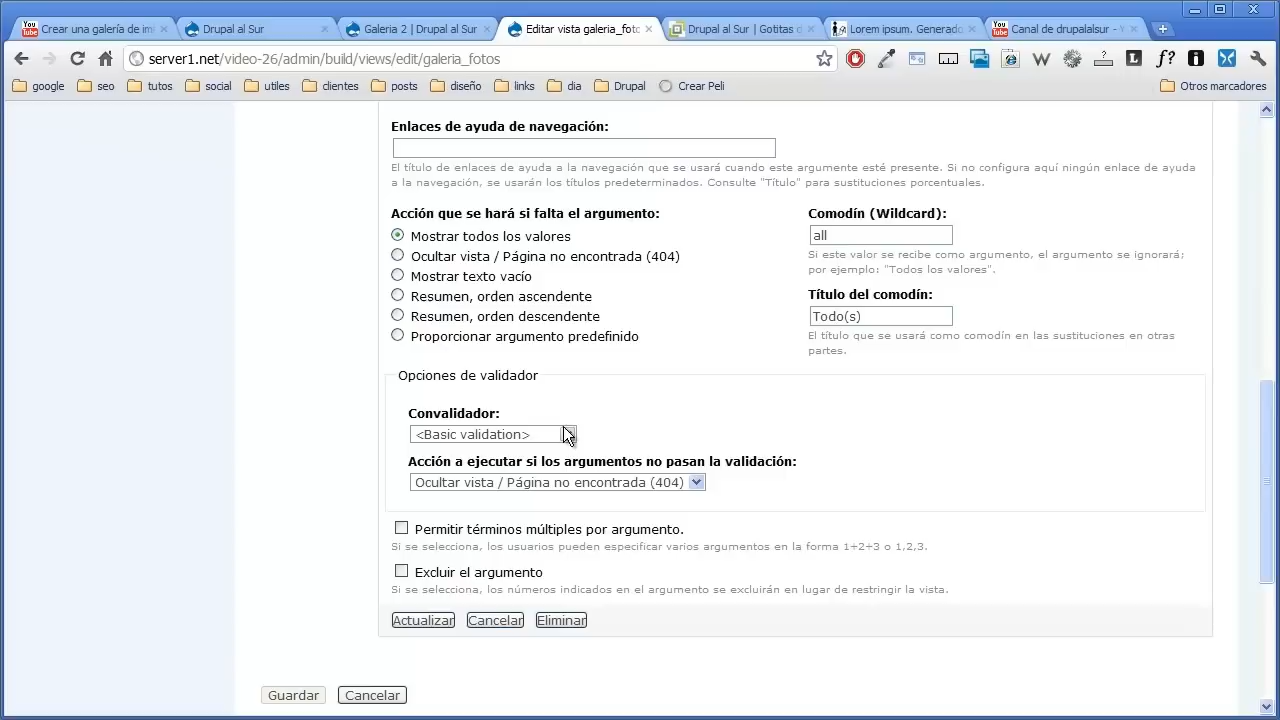 Crear una galería de im
Drupal al Sur
Galeria 2 | Drupal al Sur
Editar vista galeria_foto
Drupal al Sur | Gotitas d
Lorem ipsum. Generado
Canal de drupalalsur - Y
server1.net/video-26/admin/build/views/edit/galeria_fotos
google
seo
tutos
social
utiles
clientes
posts
diseño
links
dia
Drupal
Crear Peli
Otros marcadores
Enlaces de ayuda de navegación:
El título de enlaces de ayuda a la navegación que se usará cuando este argumente esté presente. Si no configura aquí ningún enlace de ayuda
a la navegación, se usarán los títulos predeterminados. Consulte "Título" para sustituciones porcentuales.
Acción que se hará si falta el argumento:
Mostrar todos los valores
Ocultar vista / Página no encontrada (404)
Mostrar texto vacío
Resumen, orden ascendente
Resumen, orden descendente
Proporcionar argumento predefinido
Comodín (Wildcard):
all
Si este valor se recibe como argumento, el argumento se ignorará;
por ejemplo: "Todos los valores".
Título del comodín:
Todo(s)
El título que se usará como comodín en las sustituciones en otras
partes.
Opciones de validador
Convalidador:
<Basic validation>
Acción a ejecutar si los argumentos no pasan la validación:
Ocultar vista / Página no encontrada (404)
Permitir términos múltiples por argumento.
Si se selecciona, los usuarios pueden especificar varios argumentos en la forma 1+2+3 o 1,2,3.
Excluir el argumento
Si se selecciona, los números indicados en el argumento se excluirán en lugar de restringir la vista.
Actualizar
Cancelar
Eliminar
Guardar
Cancelar